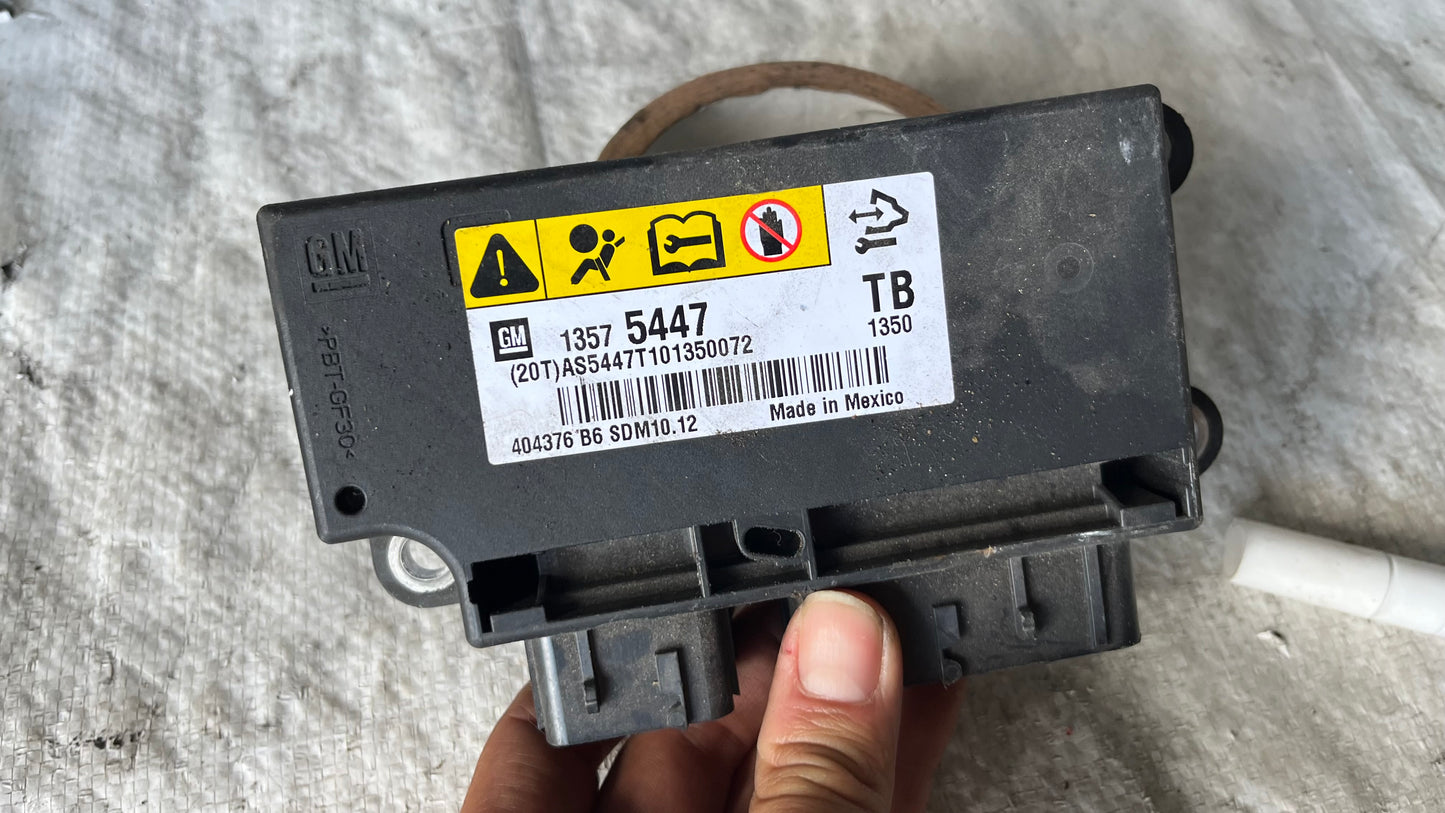 GM
>PBT-GF30<
GM 1357 5447
TB
1350
(20T)AS5447T101350072
404376 B6 SDM10.12
Made in Mexico